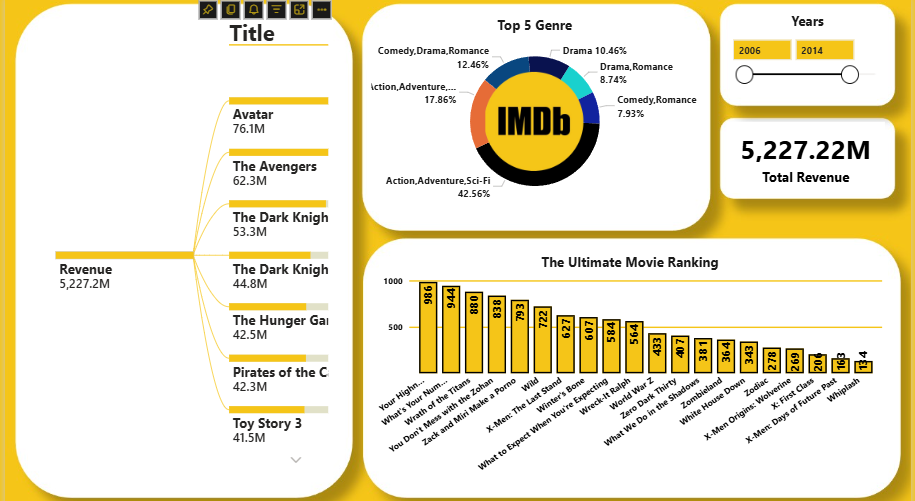 Title
Avatar
76.1M
The Avengers
62.3M
The Dark Knigh
53.3M
The Dark Knigh
44.8M
Revenue
5,227.2M
The Hunger Gar
42.5M
Pirates of the C
42.3M
Toy Story 3
41.5M
Top 5 Genre
Comedy,Drama,Romance
12.46%
Drama 10.46%
Drama,Romance
8.74%
Action,Adventure,...
17.86%
Comedy,Romance
7.93%
IMDb
Action,Adventure,Sci-Fi
42.56%
Years
2006
2014
5,227.22M
Total Revenue
The Ultimate Movie Ranking
1000
500
986
944
880
838
793
722
627
607
584
564
433
407
381
364
343
278
269
206
163
134
Your Highn...
What's Your Num...
Wrath of the Titans
You Don't Mess with the Zohan
Zack and Miri Make a Porno
Wild
X-Men: The Last Stand
Winter's Bone
What to Expect When You're Expecting
Wreck-It Ralph
World War Z
Zero Dark Thirty
What We Do in the Shadows
Zombieland
White House Down
Zodiac
X-Men Origins: Wolverine
X: First Class
X-Men: Days of Future Past
Whiplash